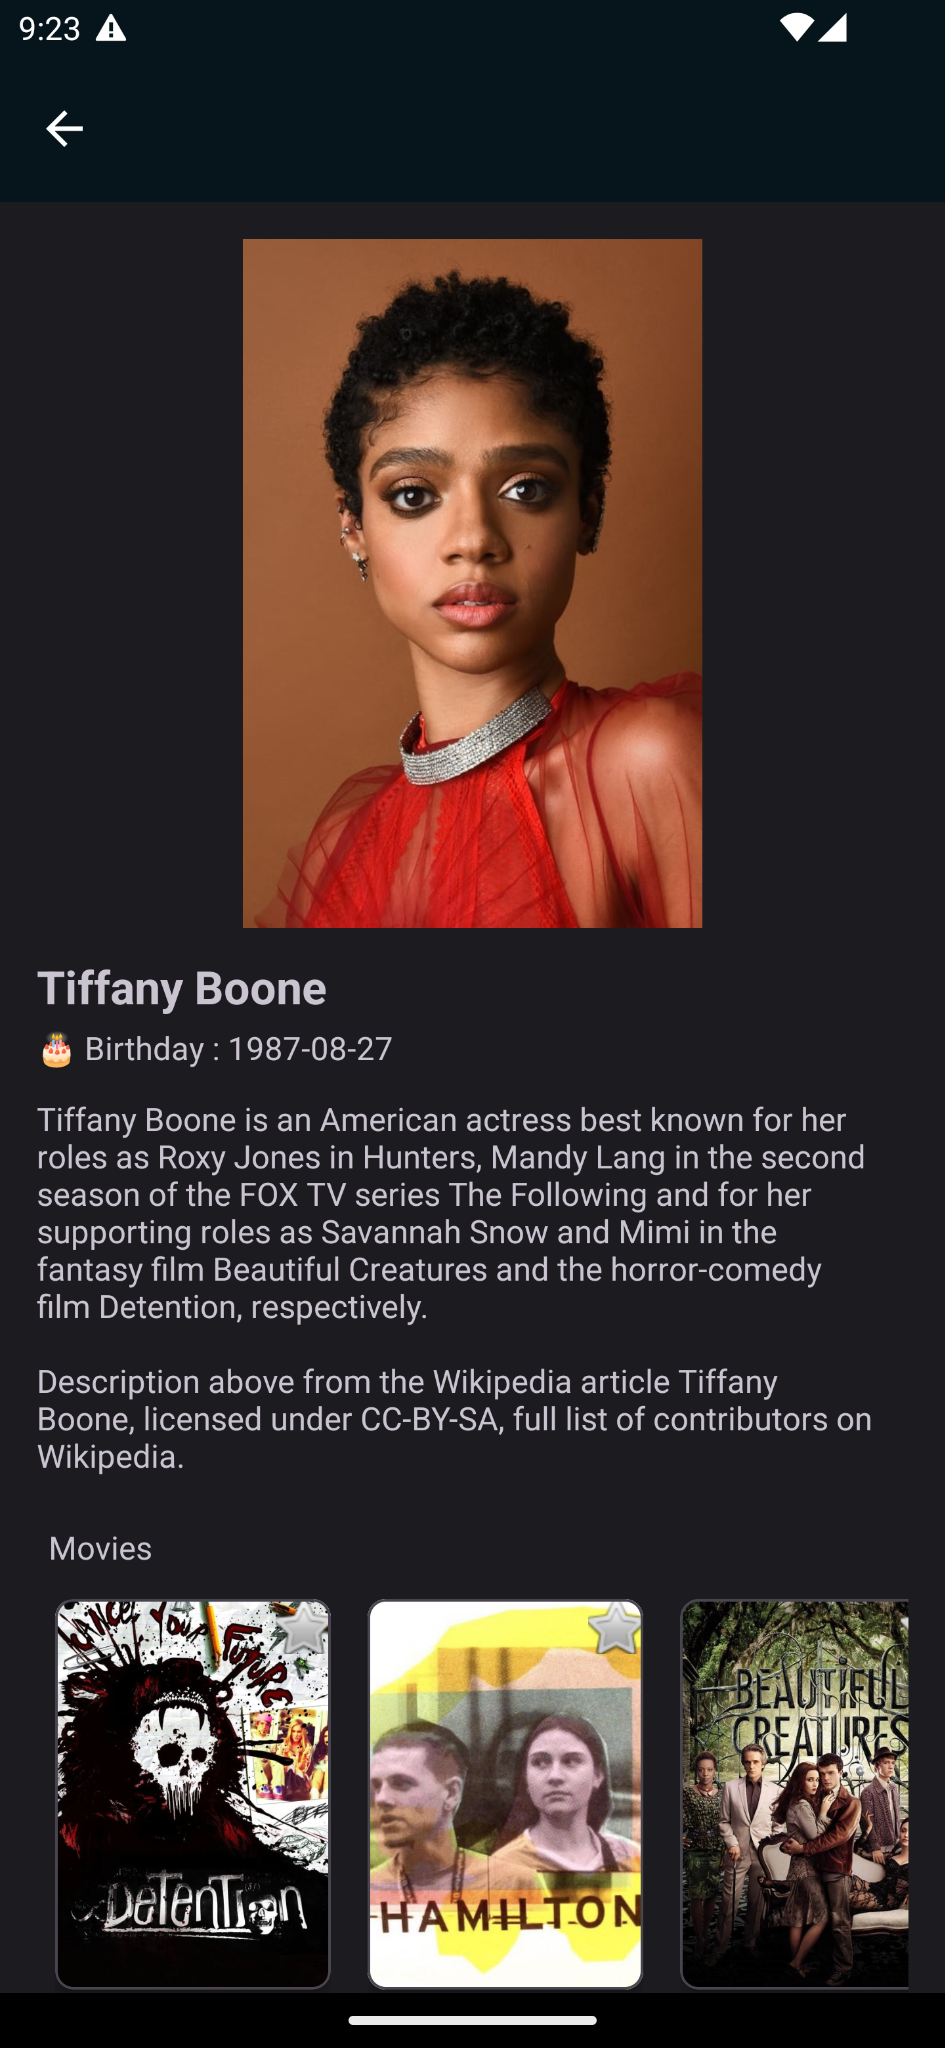 9:23
Tiffany Boone
🎂 Birthday : 1987-08-27
Tiffany Boone is an American actress best known for her
roles as Roxy Jones in Hunters, Mandy Lang in the second
season of the FOX TV series The Following and for her
supporting roles as Savannah Snow and Mimi in the
fantasy film Beautiful Creatures and the horror-comedy
film Detention, respectively.
Description above from the Wikipedia article Tiffany
Boone, licensed under CC-BY-SA, full list of contributors on
Wikipedia.
Movies
CANCEL YOUR FUTURE
DETENTION
HAMILTON
BEAUTIFUL
CREATURES